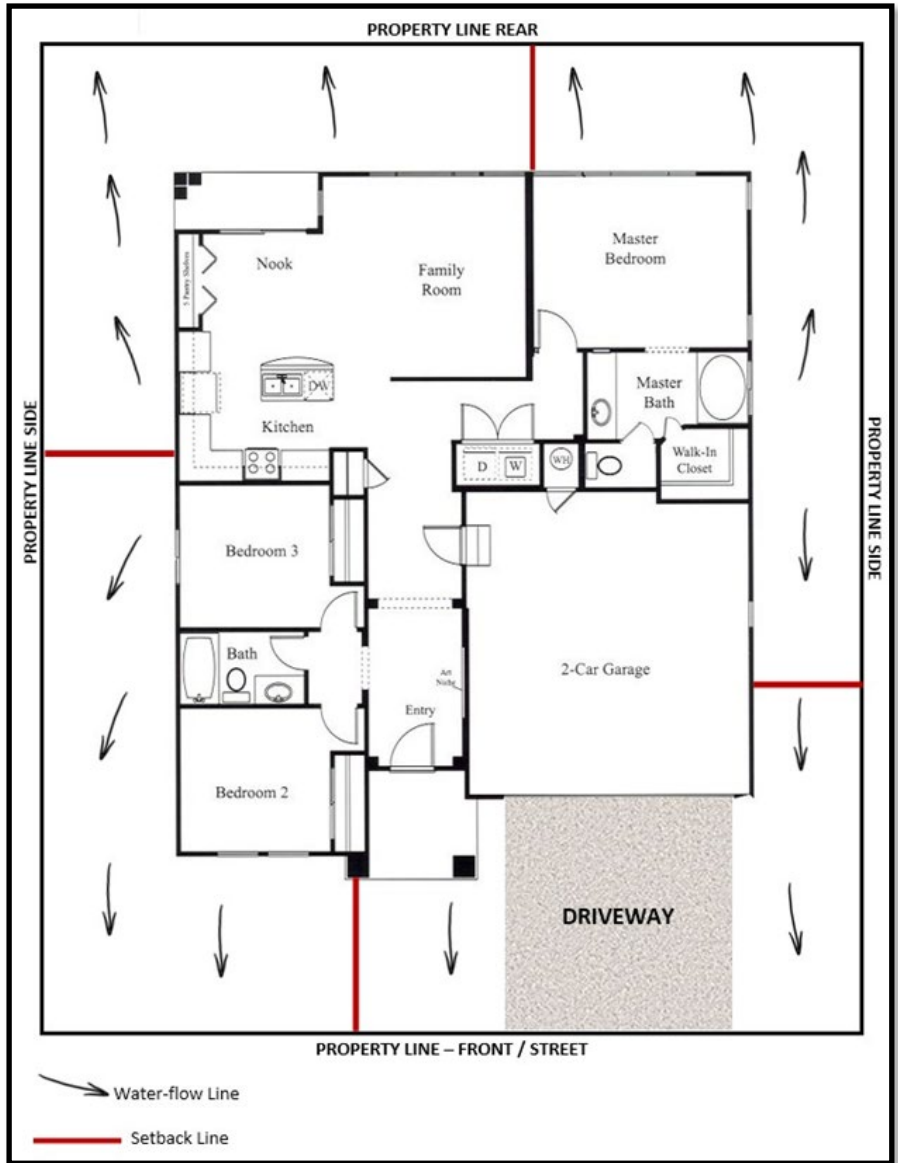 PROPERTY LINE REAR
Master
Bedroom
Nook
5 Pantry Shelves
Family
Room
DW
Master
Bath
Kitchen
PROPERTY LINE SIDE
PROPERTY LINE SIDE
D
W
WH
Walk-In
Closet
Bedroom 3
Bath
Art
Niche
2-Car Garage
Entry
Bedroom 2
DRIVEWAY
PROPERTY LINE – FRONT / STREET
Water-flow Line
Setback Line